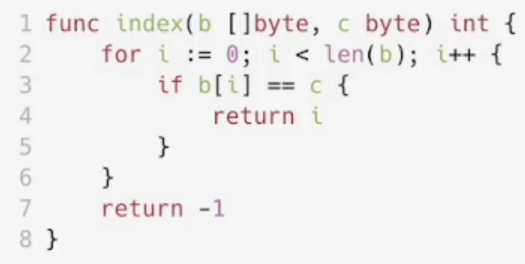 1 func index(b []byte, c byte) int {
2     for i := 0; i < len(b); i++ {
3         if b[i] == c {
4             return i
5         }
6     }
7     return -1
8 }